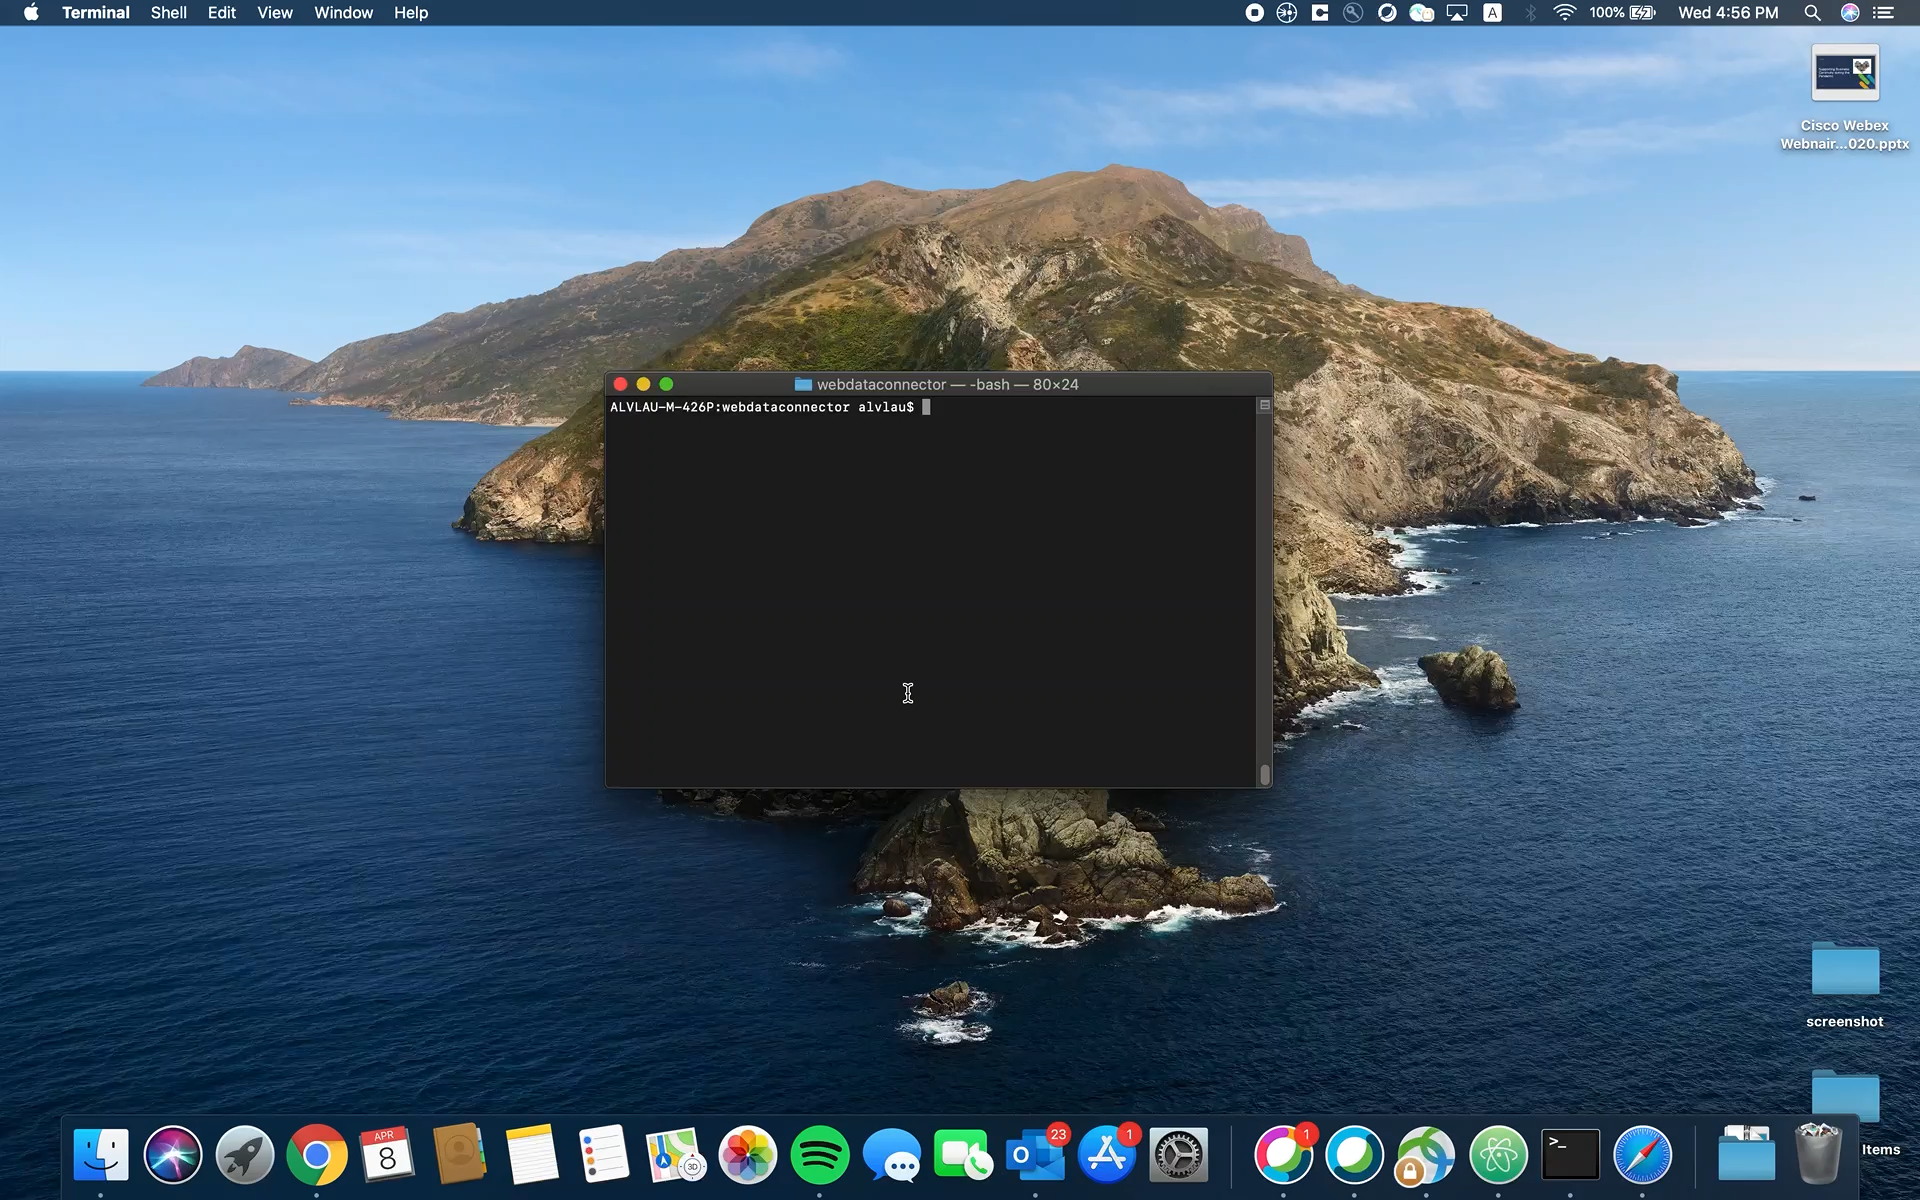 Terminal Shell Edit View Window Help
A 100% Wed 4:56 PM
Cisco Webex
Webnair...020.pptx
webdataconnector — -bash — 80×24
ALVLAU-M-426P:webdataconnector alvlau$
screenshot
Items
APR
8
3D
23
1
1
>_